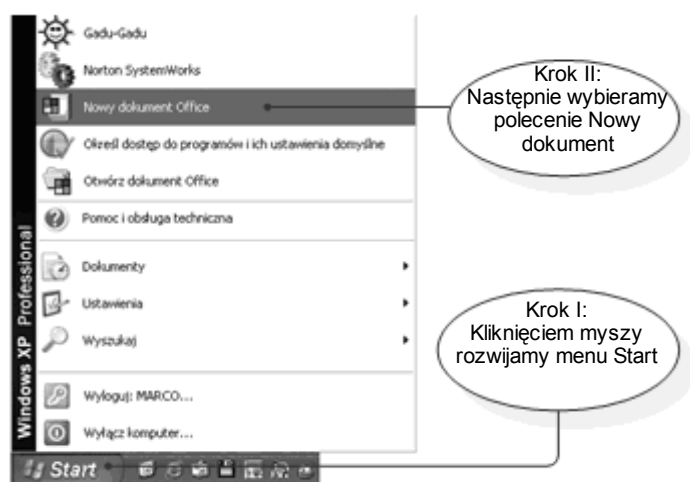 Gadu-Gadu
Norton SystemWorks
Nowy dokument Office
Określ dostęp do programów i ich ustawienia domyślne
Otwórz dokument Office
Pomoc i obsługa techniczna
Dokumenty
Ustawienia
Wyszukaj
Wyloguj: MARCO...
Wyłącz komputer...
Windows XP Professional
Start
Krok II:
Następnie wybieramy
polecenie Nowy
dokument
Krok I:
Kliknięciem myszy
rozwijamy menu Start